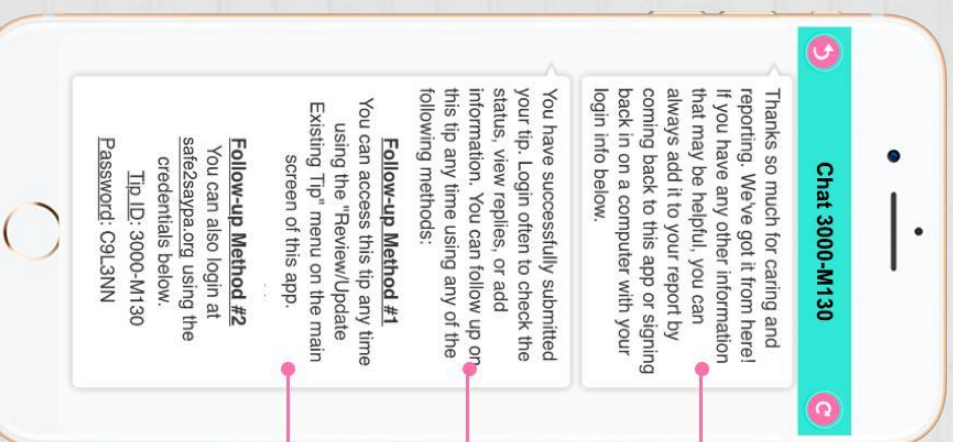 Chat 3000-M130
Thanks so much for caring and
reporting. We've got it from here!
If you have any other information
that may be helpful, you can
always add it to your report by
coming back to this app or signing
back in on a computer with your
login info below.
You have successfully submitted
your tip. Login often to check the
status, view replies, or add
information. You can follow up on
this tip any time using any of the
following methods:
Follow-up Method #1
You can access this tip any time
using the "Review/Update
Existing Tip" menu on the main
screen of this app.
Follow-up Method #2
You can also login at
safe2saypa.org using the
credentials below.
Tip ID: 3000-M130
Password: C9L3NN